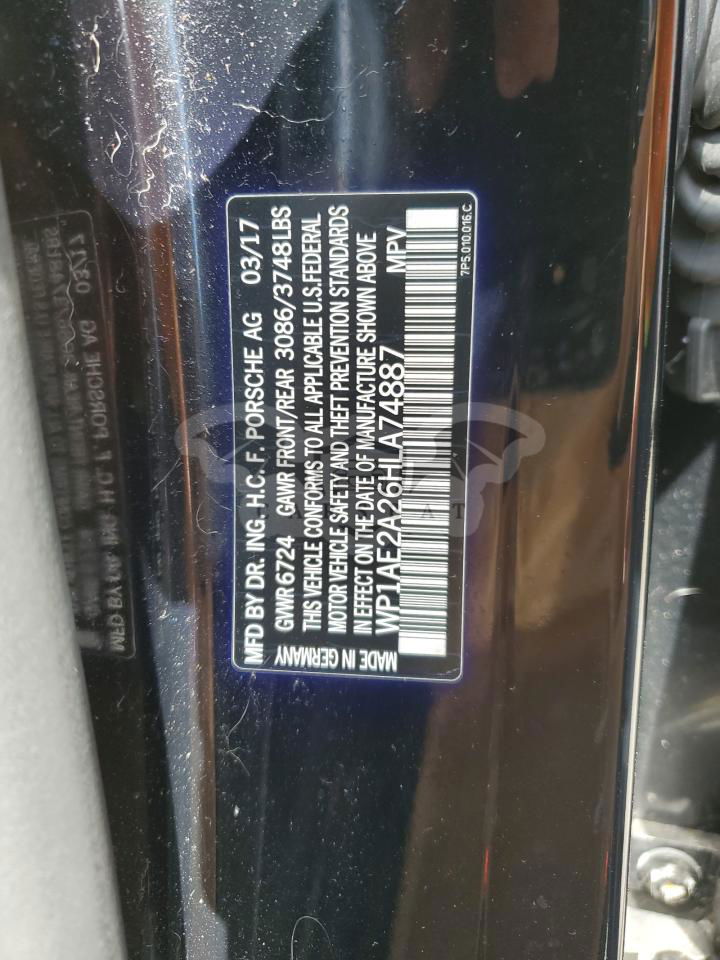 MFD BY DR. ING. H.C. F. PORSCHE AG 03/17
GVWR 6724 GAWR FRONT/REAR 3086/3748 LBS
THIS VEHICLE CONFORMS TO ALL APPLICABLE U.S.FEDERAL
MOTOR VEHICLE SAFETY AND THEFT PREVENTION STANDARDS
IN EFFECT ON THE DATE OF MANUFACTURE SHOWN ABOVE
WP1AE2A26HLA74887 MPV
MADE IN GERMANY
7P5.010.016.C